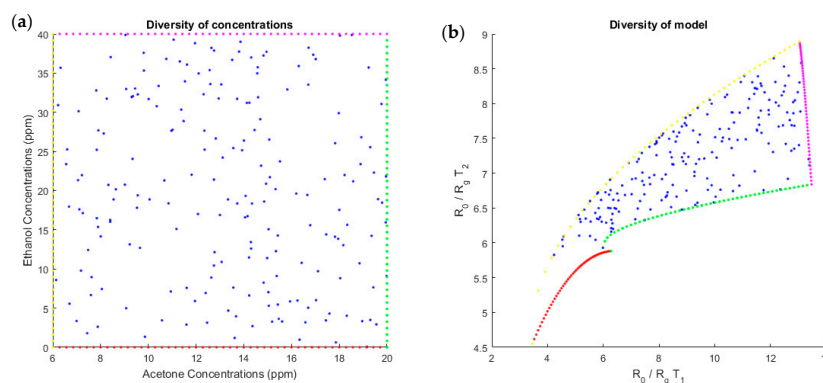 (a)
Diversity of concentrations
40
35
30
25
20
15
10
5
0
Ethanol Concentrations (ppm)
6 8 10 12 14 16 18 20
Acetone Concentrations (ppm)
(b)
Diversity of model
9
8.5
8
7.5
7
6.5
6
5.5
5
4.5
R0 / Rg T2
4 6 8 10 12
R0 / Rg T1